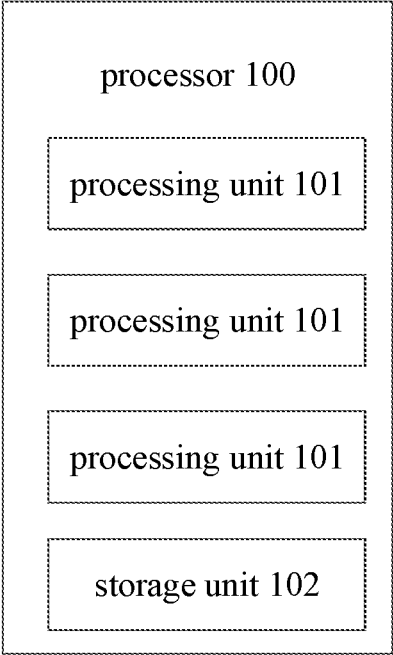 processor 100
processing unit 101
processing unit 101
processing unit 101
storage unit 102